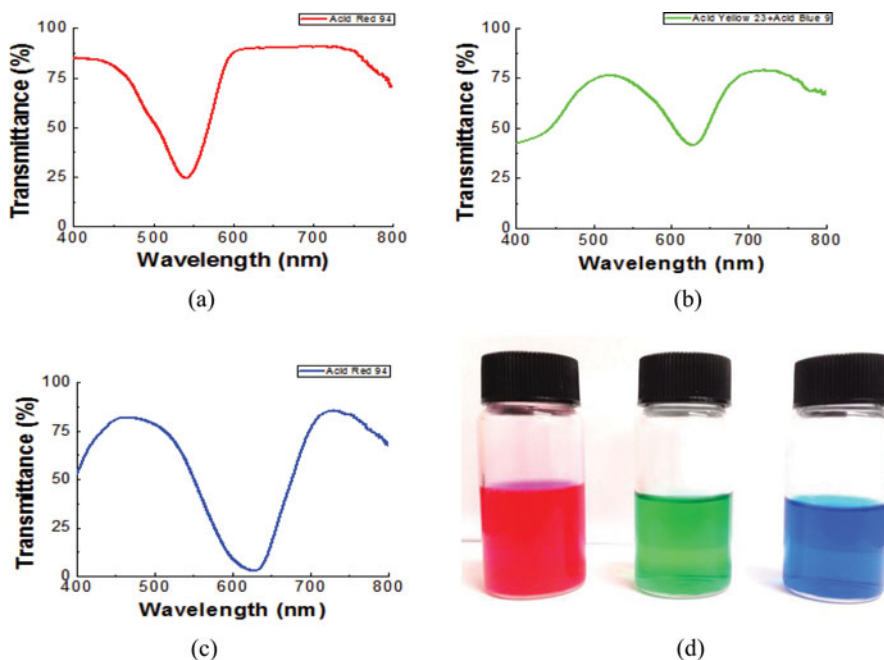 Acid Red 94
100
75
50
25
0
Transmittance (%)
400 500 600 700 800
Wavelength (nm)
(a)
Acid Yellow 23+Acid Blue 9
100
75
50
25
0
Transmittance (%)
400 500 600 700 800
Wavelength (nm)
(b)
Acid Red 94
100
75
50
25
0
Transmittance (%)
400 500 600 700 800
Wavelength (nm)
(c)
(d)